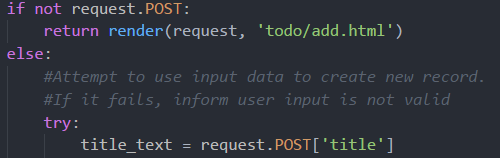 if not request.POST:
    return render(request, 'todo/add.html')
else:
    #Attempt to use input data to create new record.
    #If it fails, inform user input is not valid
    try:
        title_text = request.POST['title']